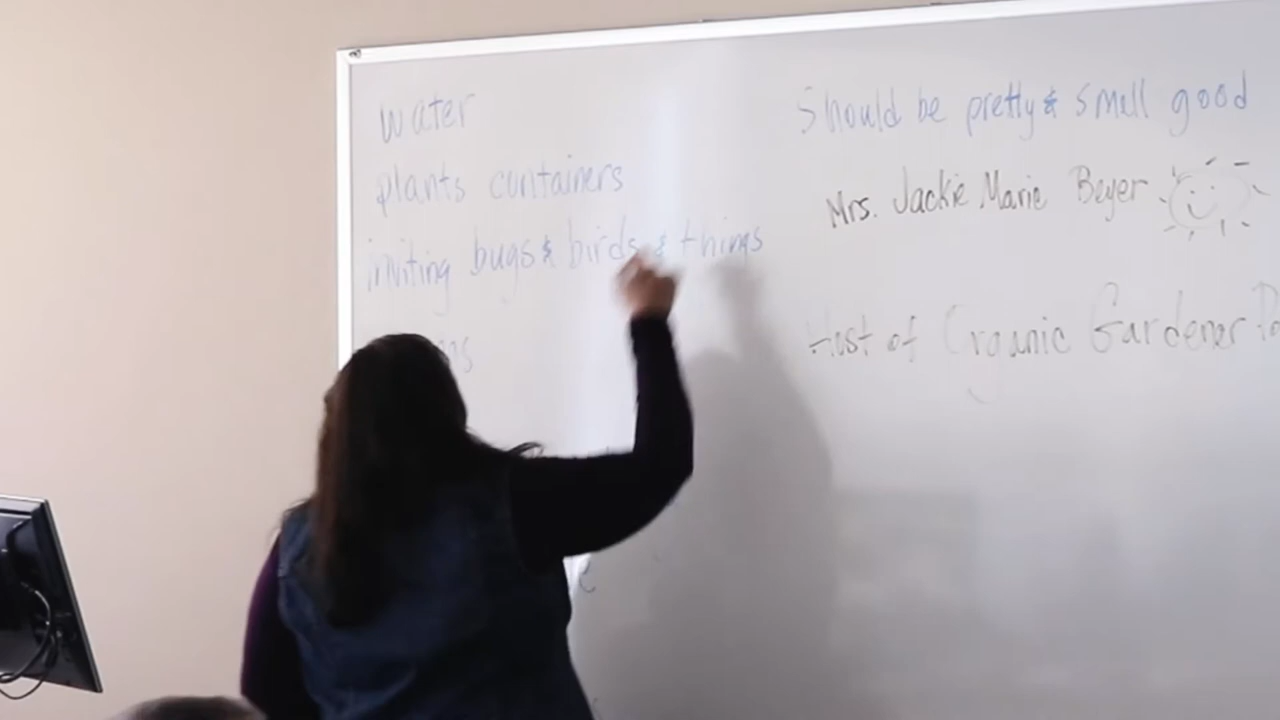 water
plants containers
inviting bugs & birds & things
Should be pretty & smell good
Mrs. Jackie Marie Beyer
Host of Organic Gardener